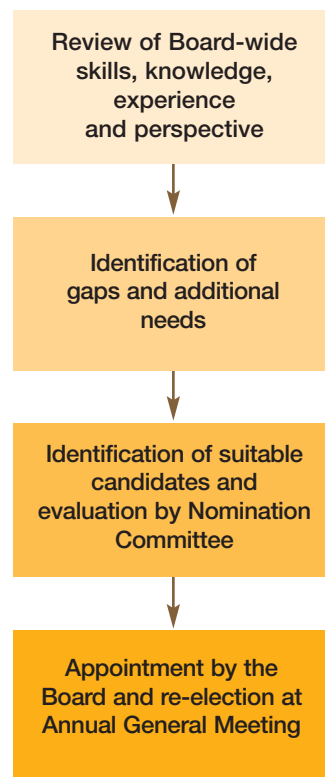 Review of Board-wide
skills, knowledge,
experience
and perspective
Identification of
gaps and additional
needs
Identification of suitable
candidates and
evaluation by Nomination
Committee
Appointment by the
Board and re-election at
Annual General Meeting